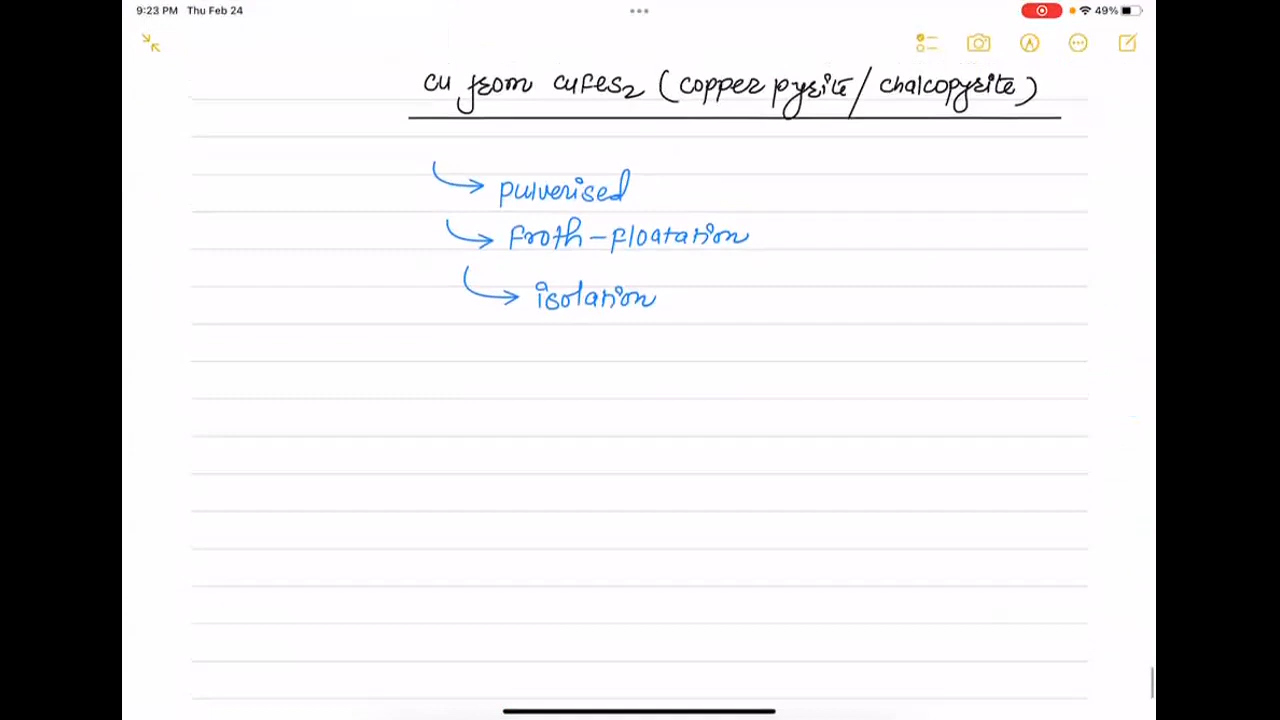 9:23 PM Thu Feb 24
49%
Cu from CuFeS2 (copper pyrite/chalcopyrite)
pulverised
Froth-floatation
isolation